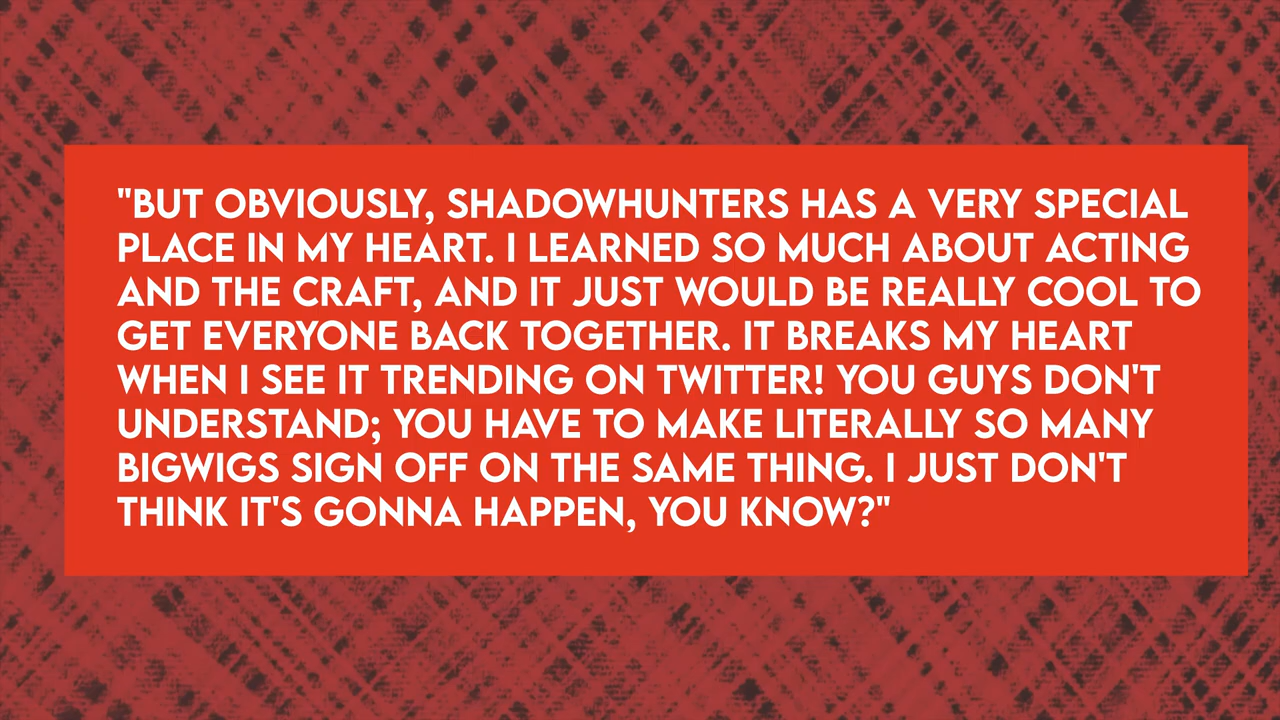 "BUT OBVIOUSLY, SHADOWHUNTERS HAS A VERY SPECIAL
PLACE IN MY HEART. I LEARNED SO MUCH ABOUT ACTING
AND THE CRAFT, AND IT JUST WOULD BE REALLY COOL TO
GET EVERYONE BACK TOGETHER. IT BREAKS MY HEART
WHEN I SEE IT TRENDING ON TWITTER! YOU GUYS DON'T
UNDERSTAND; YOU HAVE TO MAKE LITERALLY SO MANY
BIGWIGS SIGN OFF ON THE SAME THING. I JUST DON'T
THINK IT'S GONNA HAPPEN, YOU KNOW?"